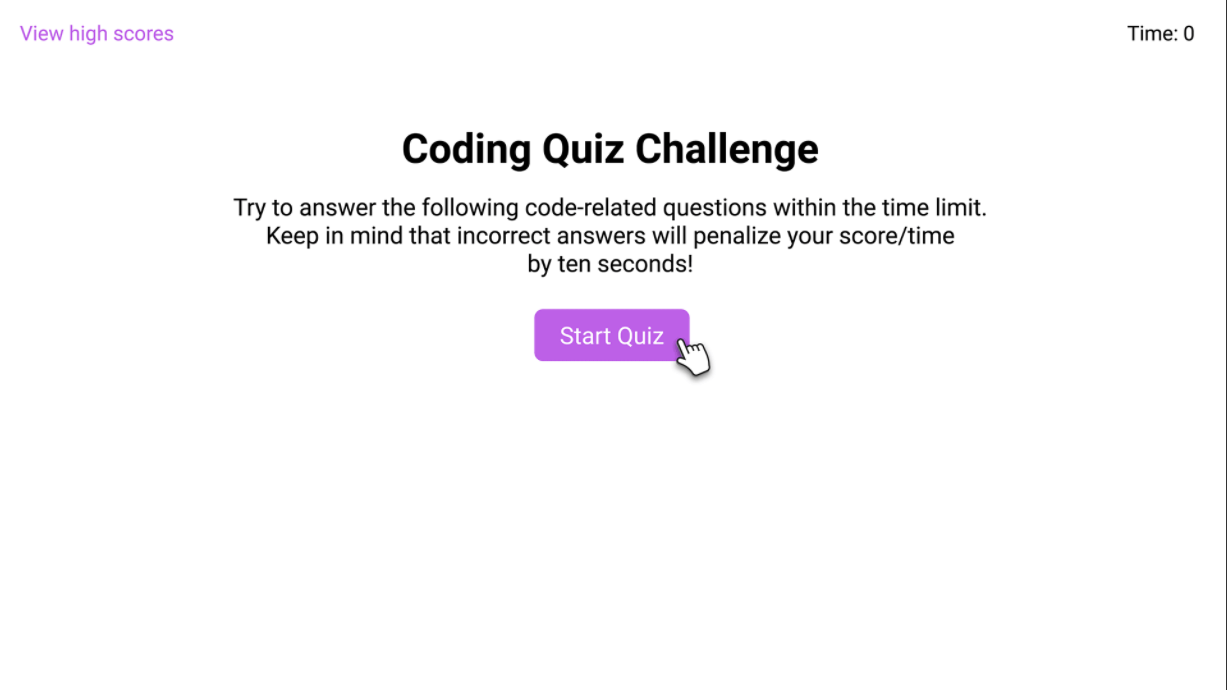 View high scores
Time: 0
Coding Quiz Challenge
Try to answer the following code-related questions within the time limit.
Keep in mind that incorrect answers will penalize your score/time
by ten seconds!
Start Quiz